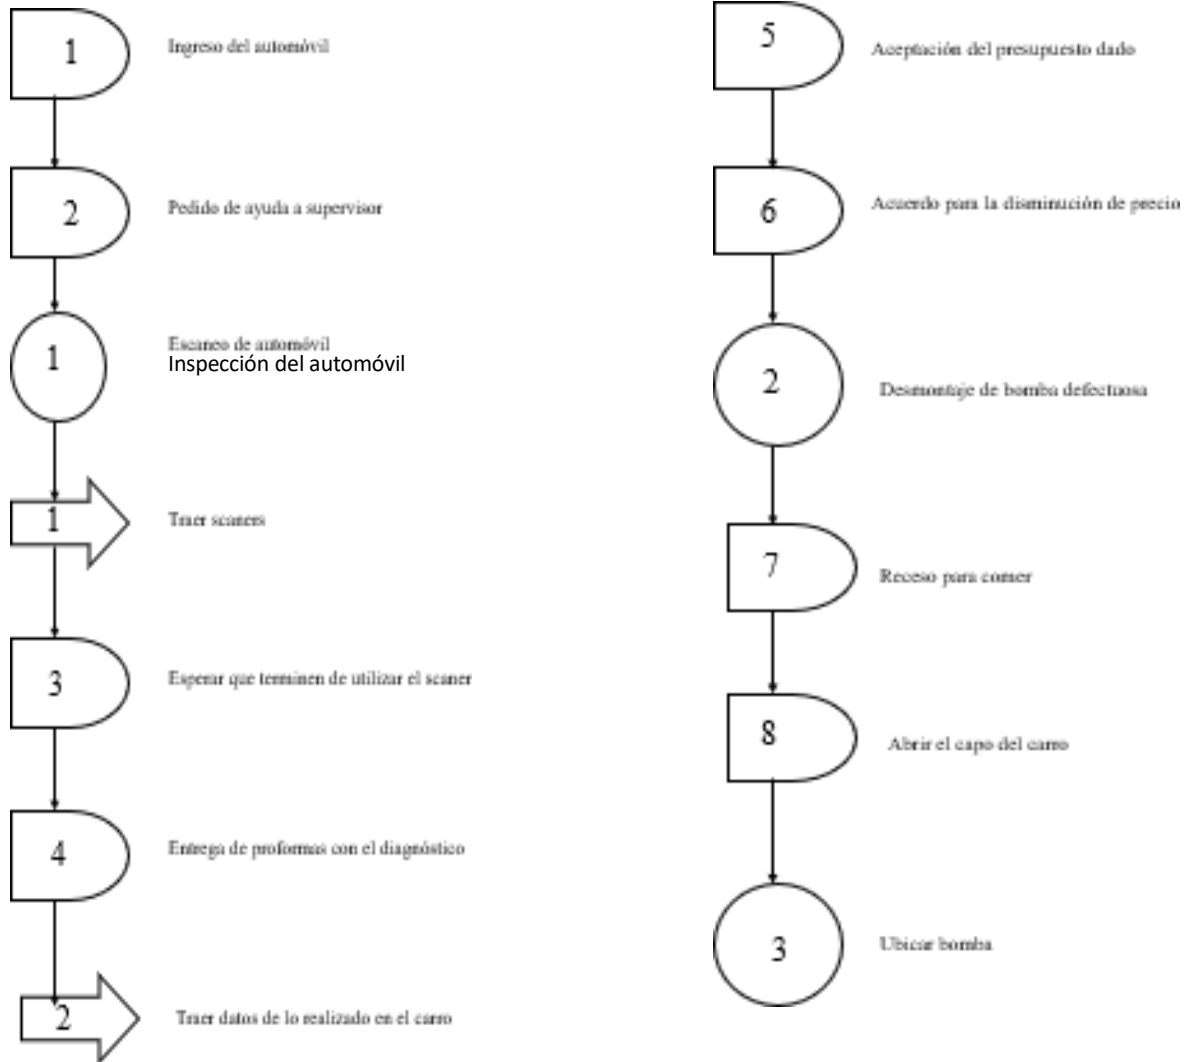 1
Ingreso del automóvil
2
Pedido de ayuda a supervisor
1
Escaneo de automóvil
Inspección del automóvil
1
Traer scaners
3
Esperar que terminen de utilizar el scaner
4
Entrega de proformas con el diagnóstico
2
Traer datos de lo realizado en el carro
5
Aceptación del presupuesto dado
6
Acuerdo para la disminución de precio
2
Desmontaje de bomba defectuosa
7
Receso para comer
8
Abrir el capo del carro
3
Ubicar bomba